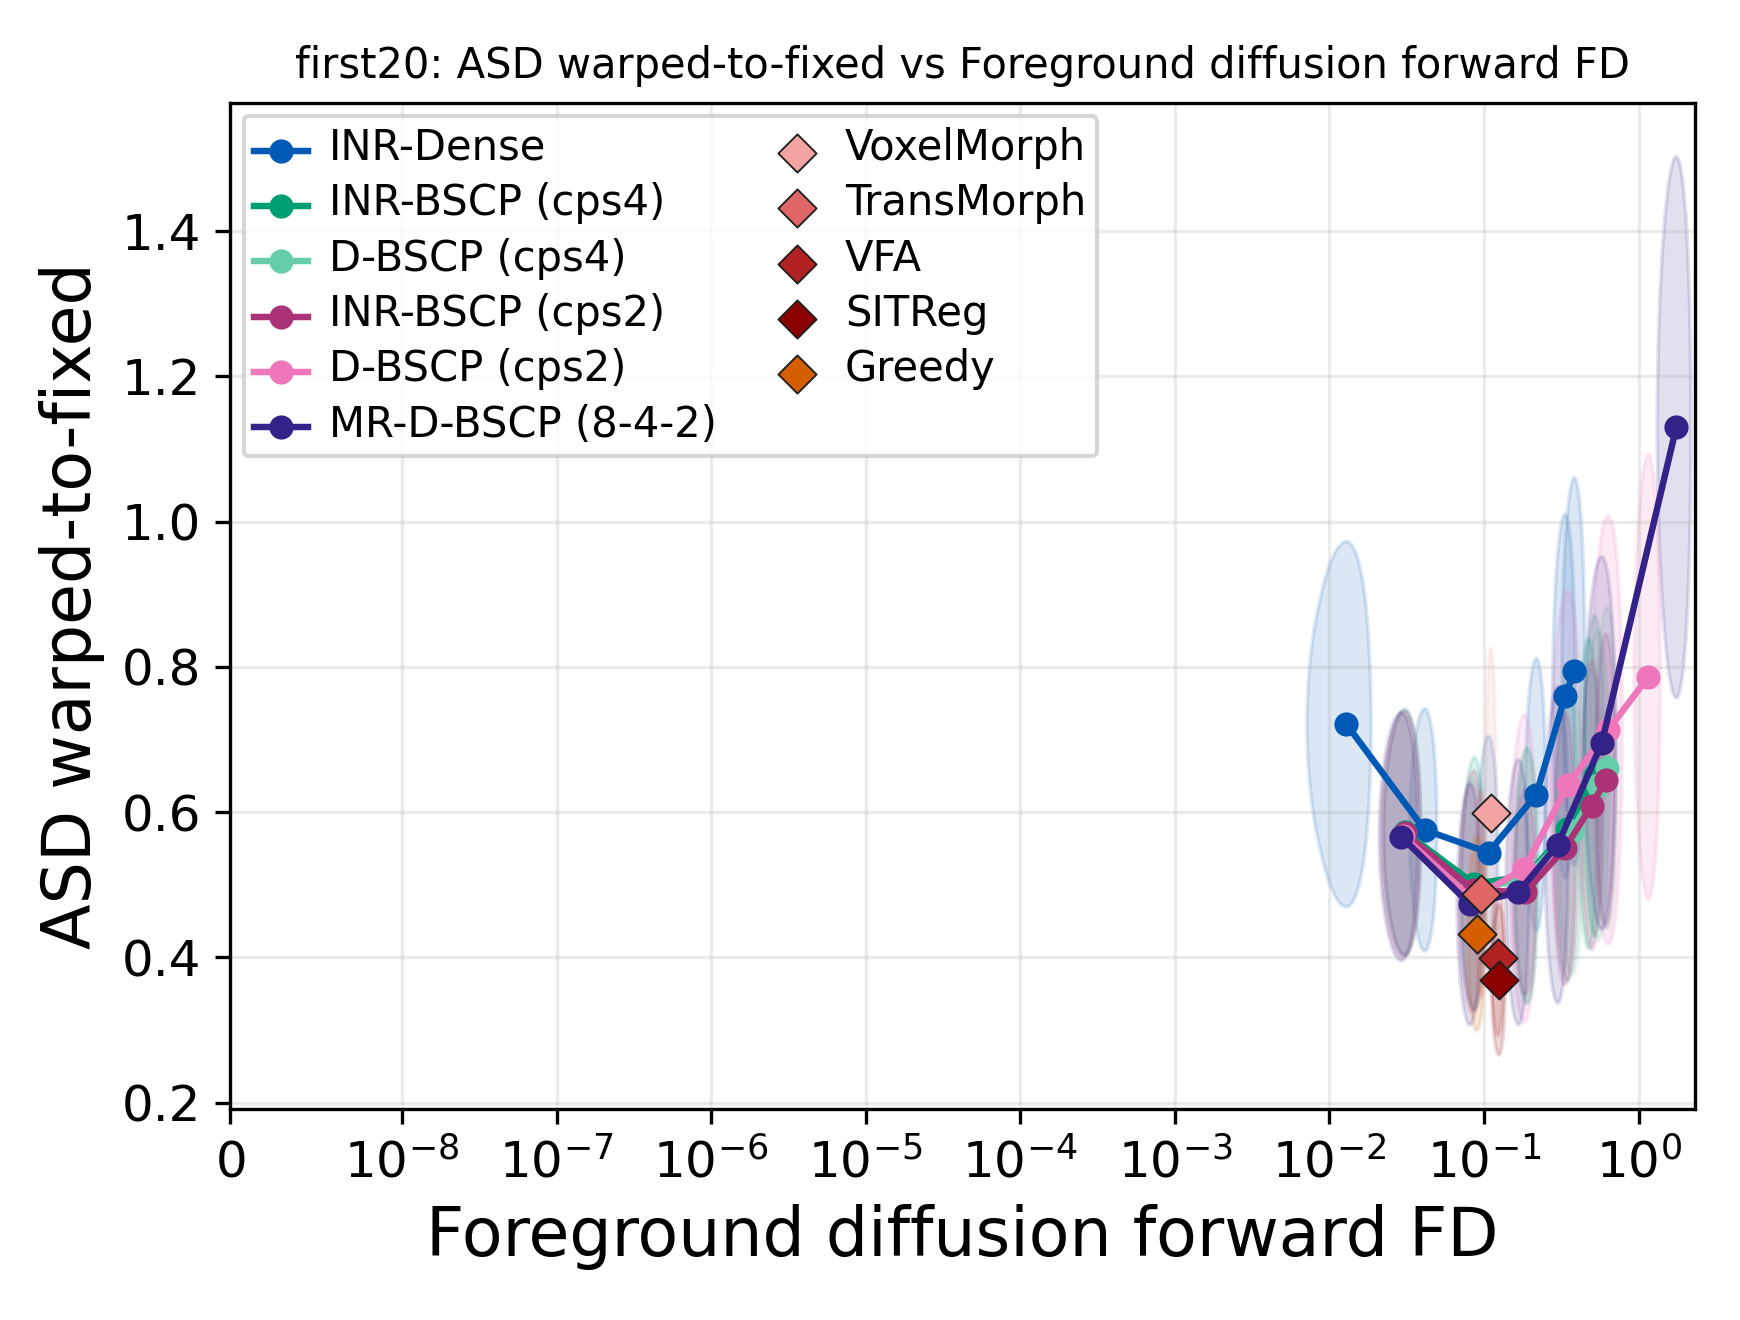 first20: ASD warped-to-fixed vs Foreground diffusion forward FD
INR-Dense
INR-BSCP (cps4)
D-BSCP (cps4)
INR-BSCP (cps2)
D-BSCP (cps2)
MR-D-BSCP (8-4-2)
VoxelMorph
TransMorph
VFA
SITReg
Greedy
ASD warped-to-fixed
1.4
1.2
1.0
0.8
0.6
0.4
0.2
0 10⁻⁸ 10⁻⁷ 10⁻⁶ 10⁻⁵ 10⁻⁴ 10⁻³ 10⁻² 10⁻¹ 10⁰
Foreground diffusion forward FD